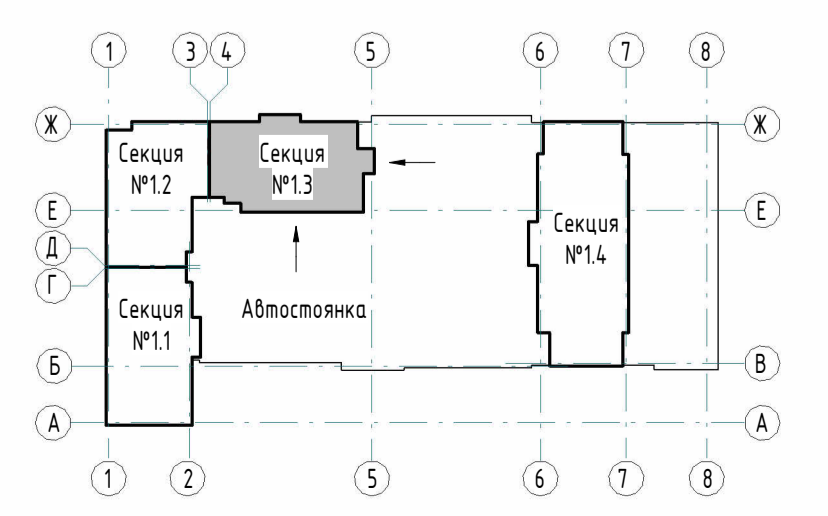 1 3 4 5 6 7 8
Ж Ж
Секция
№1.2
Секция
№1.3
Е Е
Секция
№1.4
Д
Г
Секция
№1.1
Автостоянка
Б В
А А
1 2 5 6 7 8